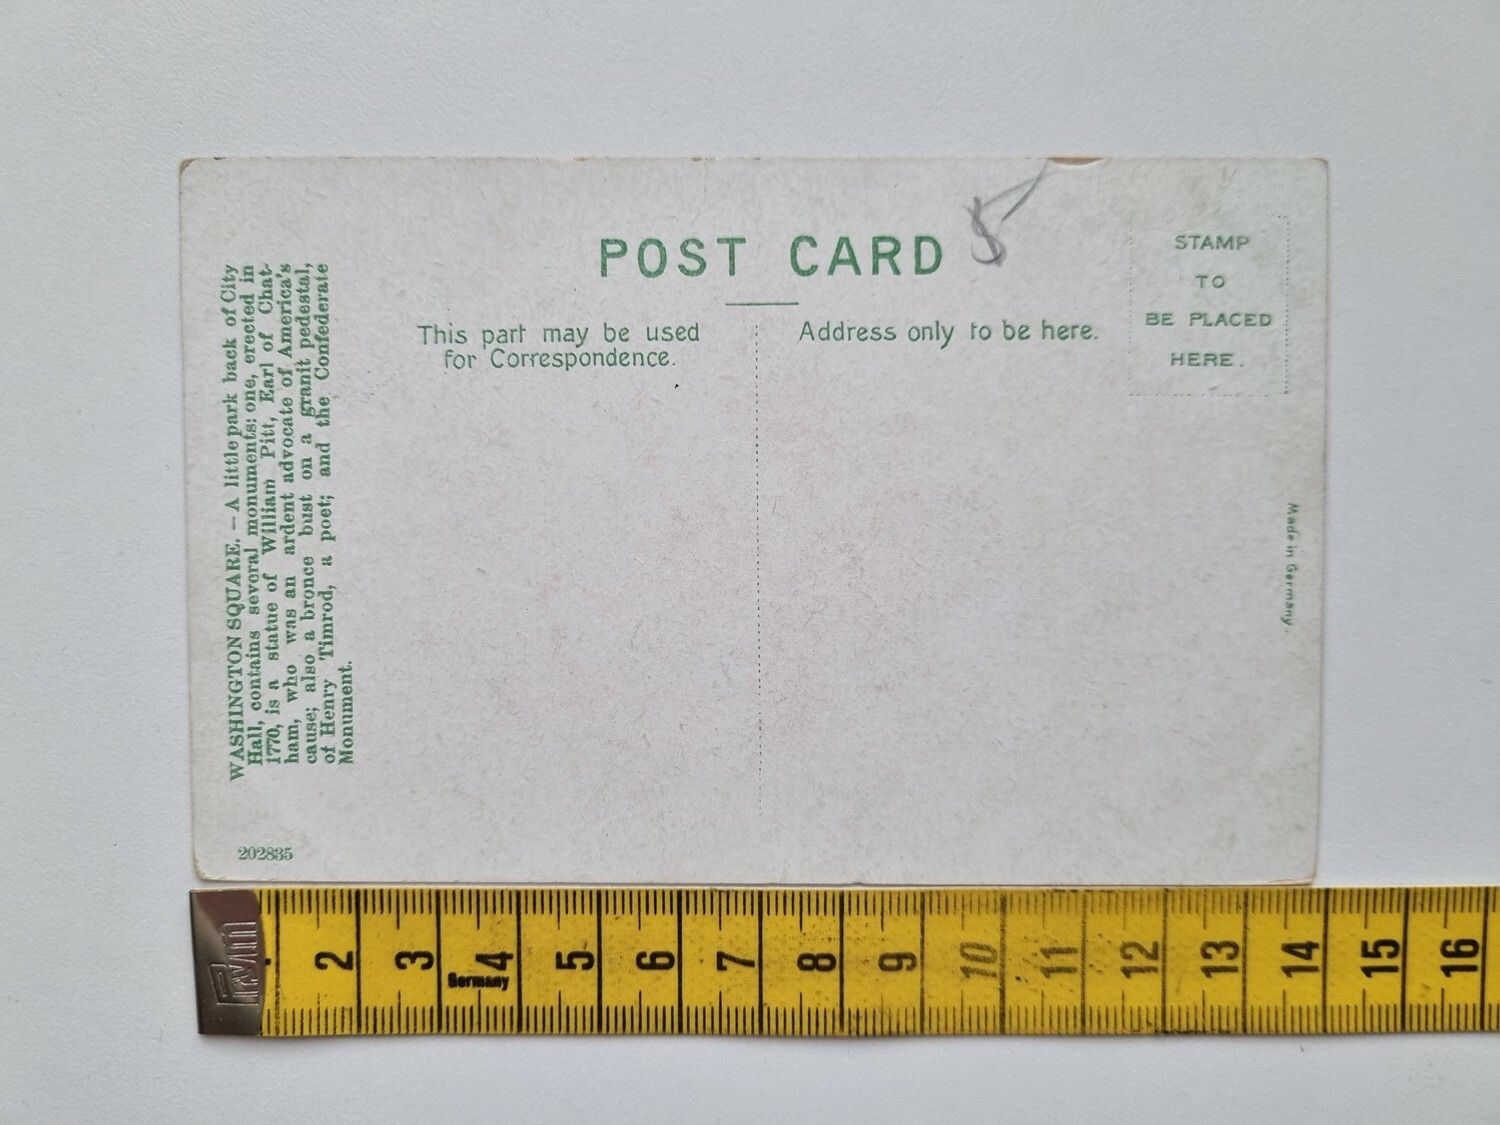 POST CARD
8
This part may be used
for Correspondence.
Address only to be here.
STAMP
TO
BE PLACED
HERE.
WASHINGTON SQUARE. — A little park back of City
Hall, contains several monuments: one, erected in
1770, is a statue of William Pitt, Earl of Chat-
ham, who was an ardent advocate of America's
cause; also a bronce bust on a granit pedestal,
of Henry Timrod, a poet; and the Confederate
Monument.
Made in Germany.
202835
PMm
2 3 4 5 6 7 8 9 10 11 12 13 14 15 16
Germany